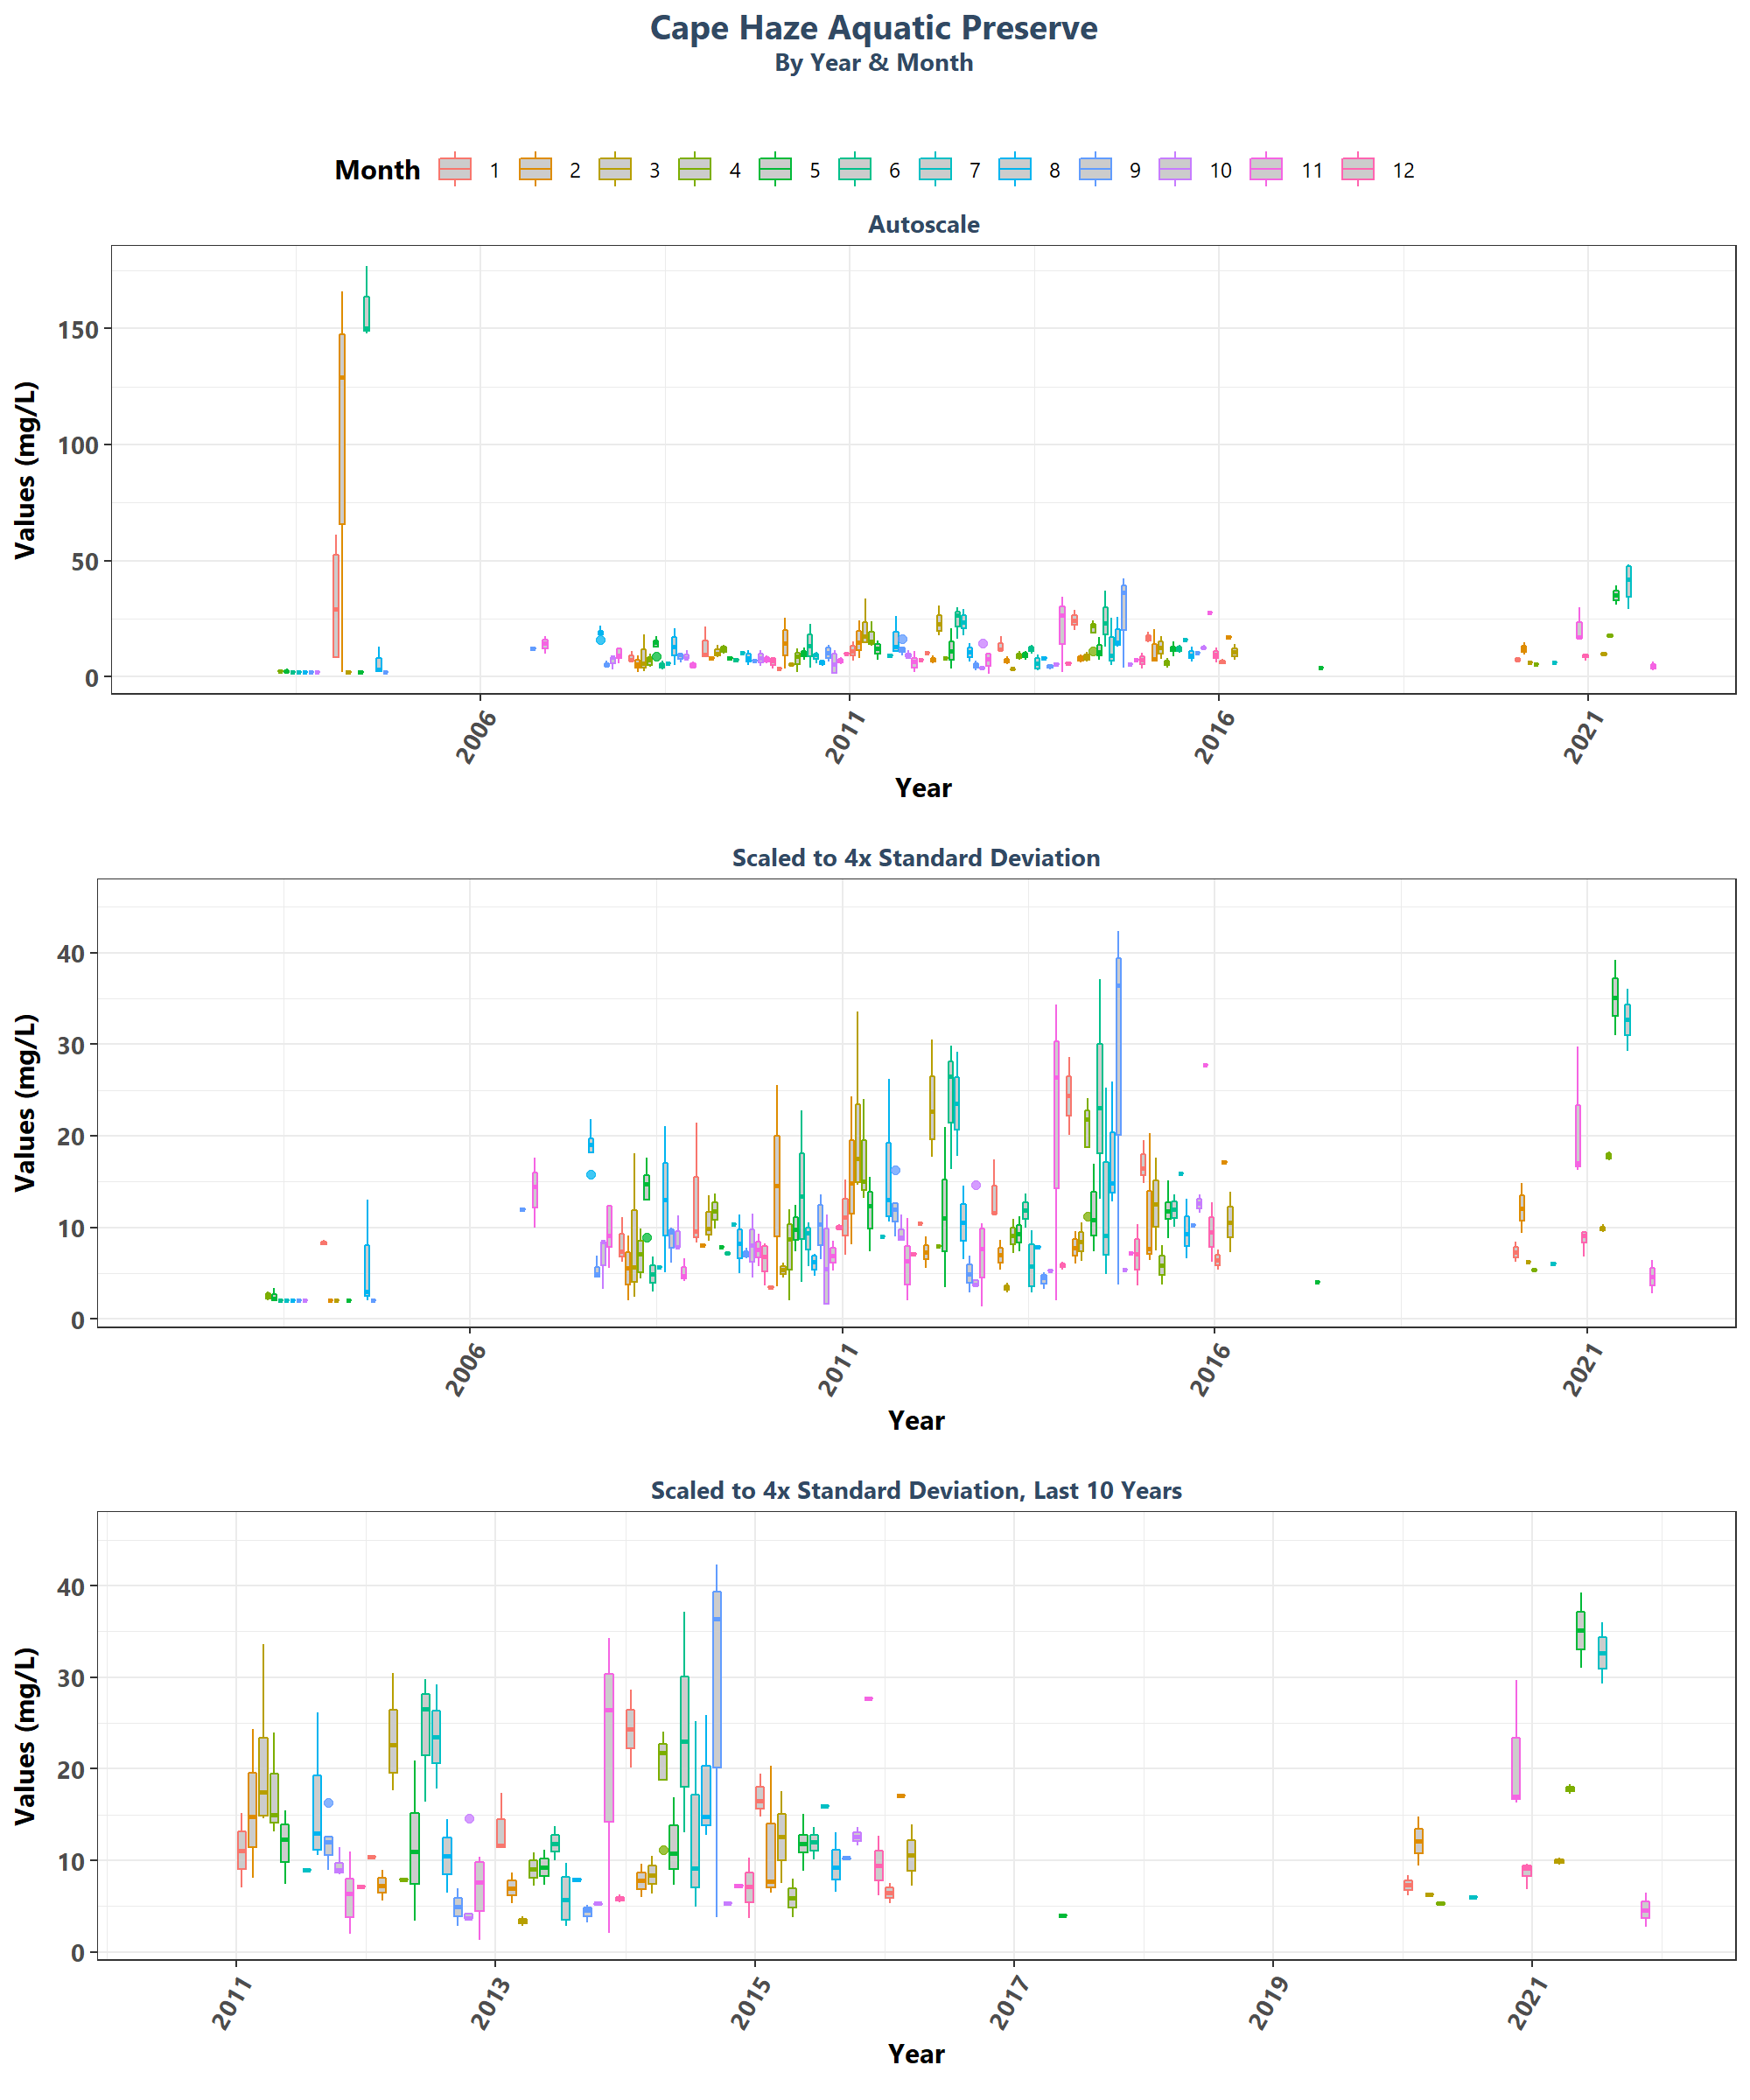 Cape Haze Aquatic Preserve
By Year & Month
Month 1 2 3 4 5 6 7 8 9 10 11 12
Autoscale
Values (mg/L)
150
100
50
0
2006 2011 2016 2021
Year
Scaled to 4x Standard Deviation
Values (mg/L)
40
30
20
10
0
2006 2011 2016 2021
Year
Scaled to 4x Standard Deviation, Last 10 Years
Values (mg/L)
40
30
20
10
0
2011 2013 2015 2017 2019 2021
Year